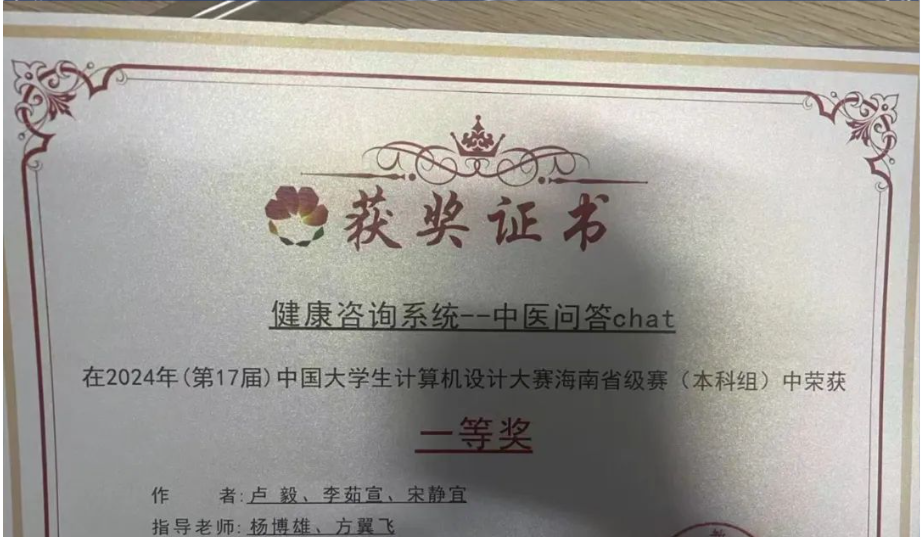 获奖证书
健康咨询系统--中医问答chat
在2024年(第17届)中国大学生计算机设计大赛海南省级赛（本科组）中荣获
一等奖
作 者:卢 毅、李茹宣、宋静宜
指导老师:杨博雄、方翼飞